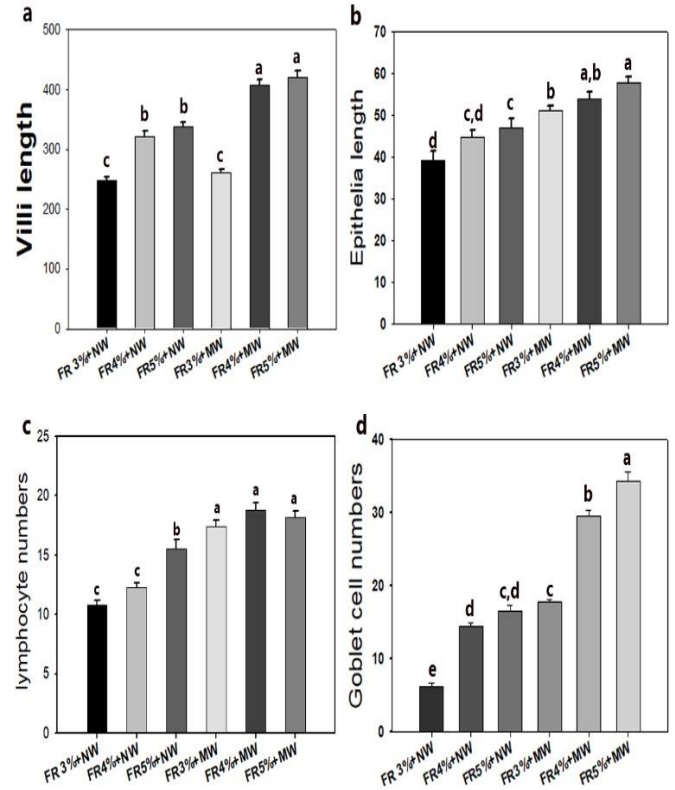 a
500
400
300
200
100
0
Villi length
c
b
b
c
a
a
FR 3%+NW
FR4%+NW
FR5%+NW
FR3%+MW
FR4%+MW
FR5%+MW
b
70
60
50
40
30
20
10
0
Epithelia length
d
c,d
c
b
a,b
a
FR 3%+NW
FR4%+NW
FR5%+NW
FR3%+MW
FR4%+MW
FR5%+MW
c
25
20
15
10
5
0
lymphocyte numbers
c
c
b
a
a
a
FR 3%+NW
FR4%+NW
FR5%+NW
FR3%+MW
FR4%+MW
FR5%+MW
d
40
30
20
10
0
Goblet cell numbers
e
d
c,d
c
b
a
FR 3%+NW
FR4%+NW
FR5%+NW
FR3%+MW
FR4%+MW
FR5%+MW